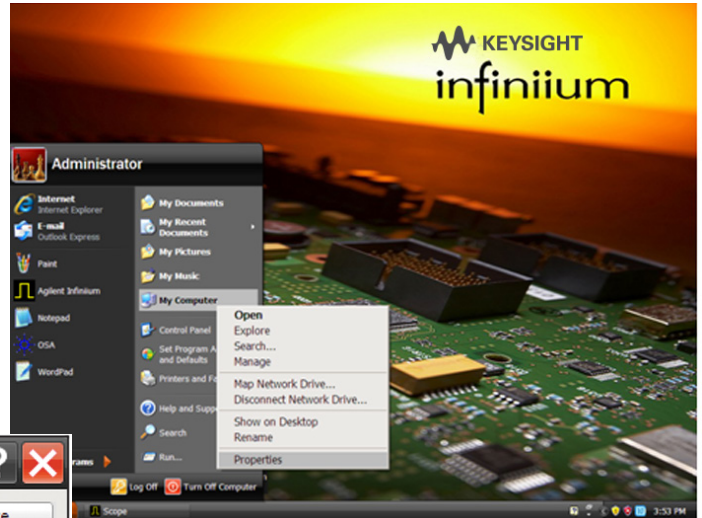 KEYSIGHT
infiniium
Administrator
Internet
Internet Explorer
E-mail
Outlook Express
Paint
Agilent Infiniium
Notepad
OSA
WordPad
My Documents
My Recent
Documents
My Pictures
My Music
My Computer
Control Panel
Set Program A
and Defaults
Printers and Fa
Help and Suppo
Search
Run...
Open
Explore
Search...
Manage
Map Network Drive...
Disconnect Network Drive...
Show on Desktop
Rename
Properties
rams
Log Off
Turn Off Computer
Scope
3:53 PM
?